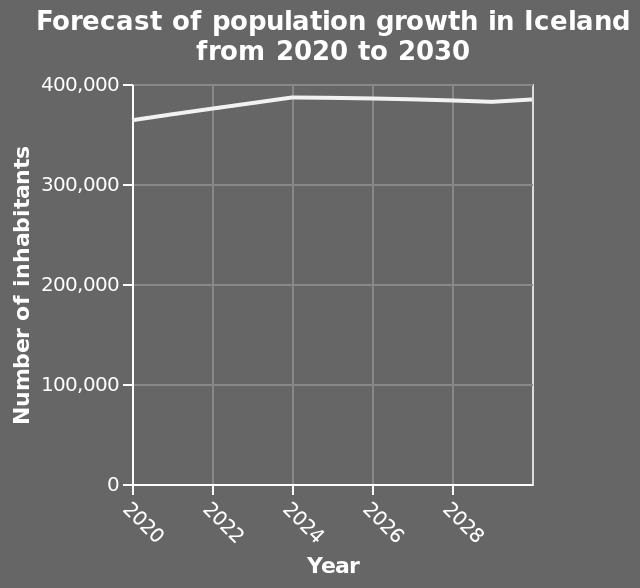 Forecast of population growth in Iceland
from 2020 to 2030
400,000
300,000
200,000
100,000
0
Number of inhabitants
2020
2022
2024
2026
2028
Year